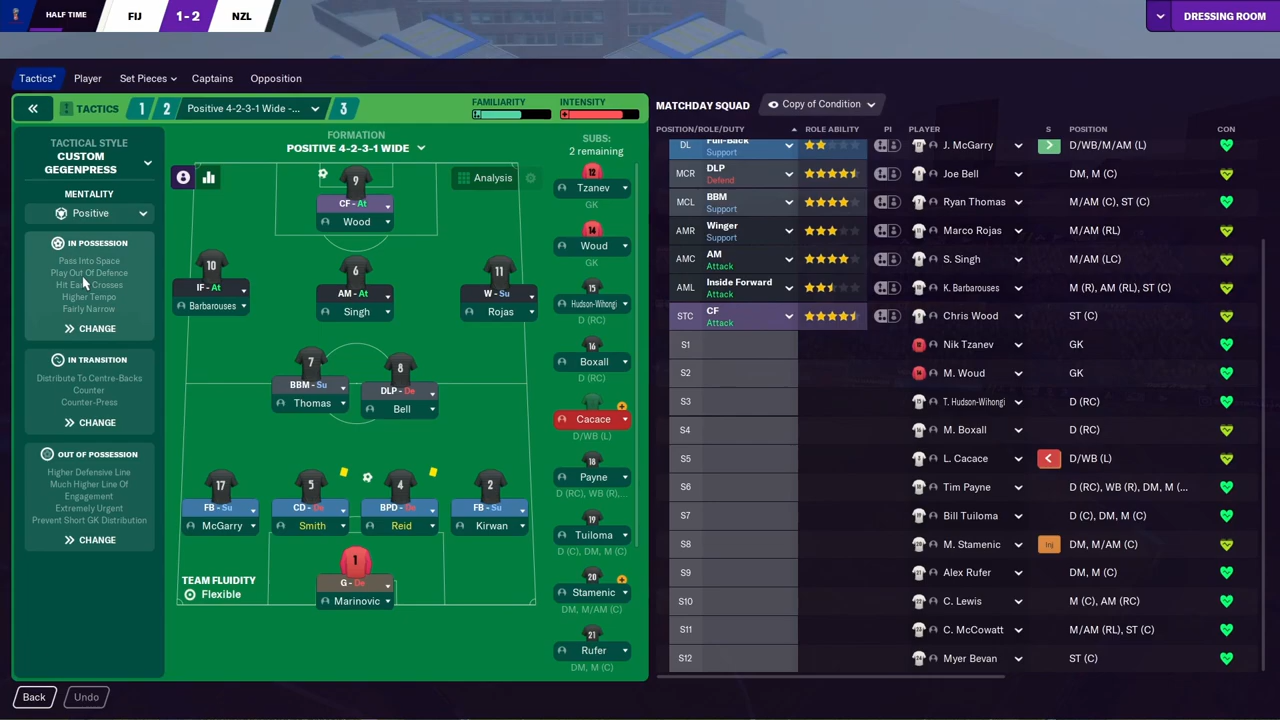 HALF TIME
FIJ
1 - 2
NZL
DRESSING ROOM
Tactics*
Player
Set Pieces
Captains
Opposition
TACTICS
1
2
Positive 4-2-3-1 Wide -...
3
FAMILIARITY
INTENSITY
TACTICAL STYLE
CUSTOM
GEGENPRESS
MENTALITY
Positive
IN POSSESSION
Pass Into Space
Play Out Of Defence
Hit Early Crosses
Higher Tempo
Fairly Narrow
CHANGE
IN TRANSITION
Distribute To Centre-Backs
Counter
Counter-Press
CHANGE
OUT OF POSSESSION
Higher Defensive Line
Much Higher Line Of
Engagement
Extremely Urgent
Prevent Short GK Distribution
CHANGE
FORMATION
POSITIVE 4-2-3-1 WIDE
Analysis
9
CF - At
Wood
10
IF - At
Barbarouses
6
AM - At
Singh
11
W - Su
Rojas
7
BBM - Su
Thomas
8
DLP - De
Bell
17
FB - Su
McGarry
5
CD - De
Smith
4
BPD - De
Reid
2
FB - Su
Kirwan
1
G - De
Marinovic
TEAM FLUIDITY
Flexible
SUBS:
2 remaining
12
Tzanev
GK
14
Woud
GK
15
Hudson-Wihongi
D (RC)
16
Boxall
D (RC)
Cacace
D/WB (L)
18
Payne
D (RC), WB (R),...
19
Tuiloma
D (C), DM, M (C)
20
Stamenic
DM, M/AM (C)
21
Rufer
DM, M (C)
MATCHDAY SQUAD
Copy of Condition
POSITION/ROLE/DUTY
ROLE ABILITY
PI
PLAYER
S
POSITION
CON
DL
Full-Back
Support
J. McGarry
D/WB/M/AM (L)
MCR
DLP
Defend
Joe Bell
DM, M (C)
MCL
BBM
Support
Ryan Thomas
M/AM (C), ST (C)
AMR
Winger
Support
Marco Rojas
M/AM (RL)
AMC
AM
Attack
S. Singh
M/AM (LC)
AML
Inside Forward
Attack
K. Barbarouses
M (R), AM (RL), ST (C)
STC
CF
Attack
Chris Wood
ST (C)
S1
Nik Tzanev
GK
S2
M. Woud
GK
S3
T. Hudson-Wihongi
D (RC)
S4
M. Boxall
D (RC)
S5
L. Cacace
D/WB (L)
S6
Tim Payne
D (RC), WB (R), DM, M (...
S7
Bill Tuiloma
D (C), DM, M (C)
S8
M. Stamenic
Inj
DM, M/AM (C)
S9
Alex Rufer
DM, M (C)
S10
C. Lewis
M (C), AM (RC)
S11
C. McCowatt
M/AM (RL), ST (C)
S12
Myer Bevan
ST (C)
Back
Undo